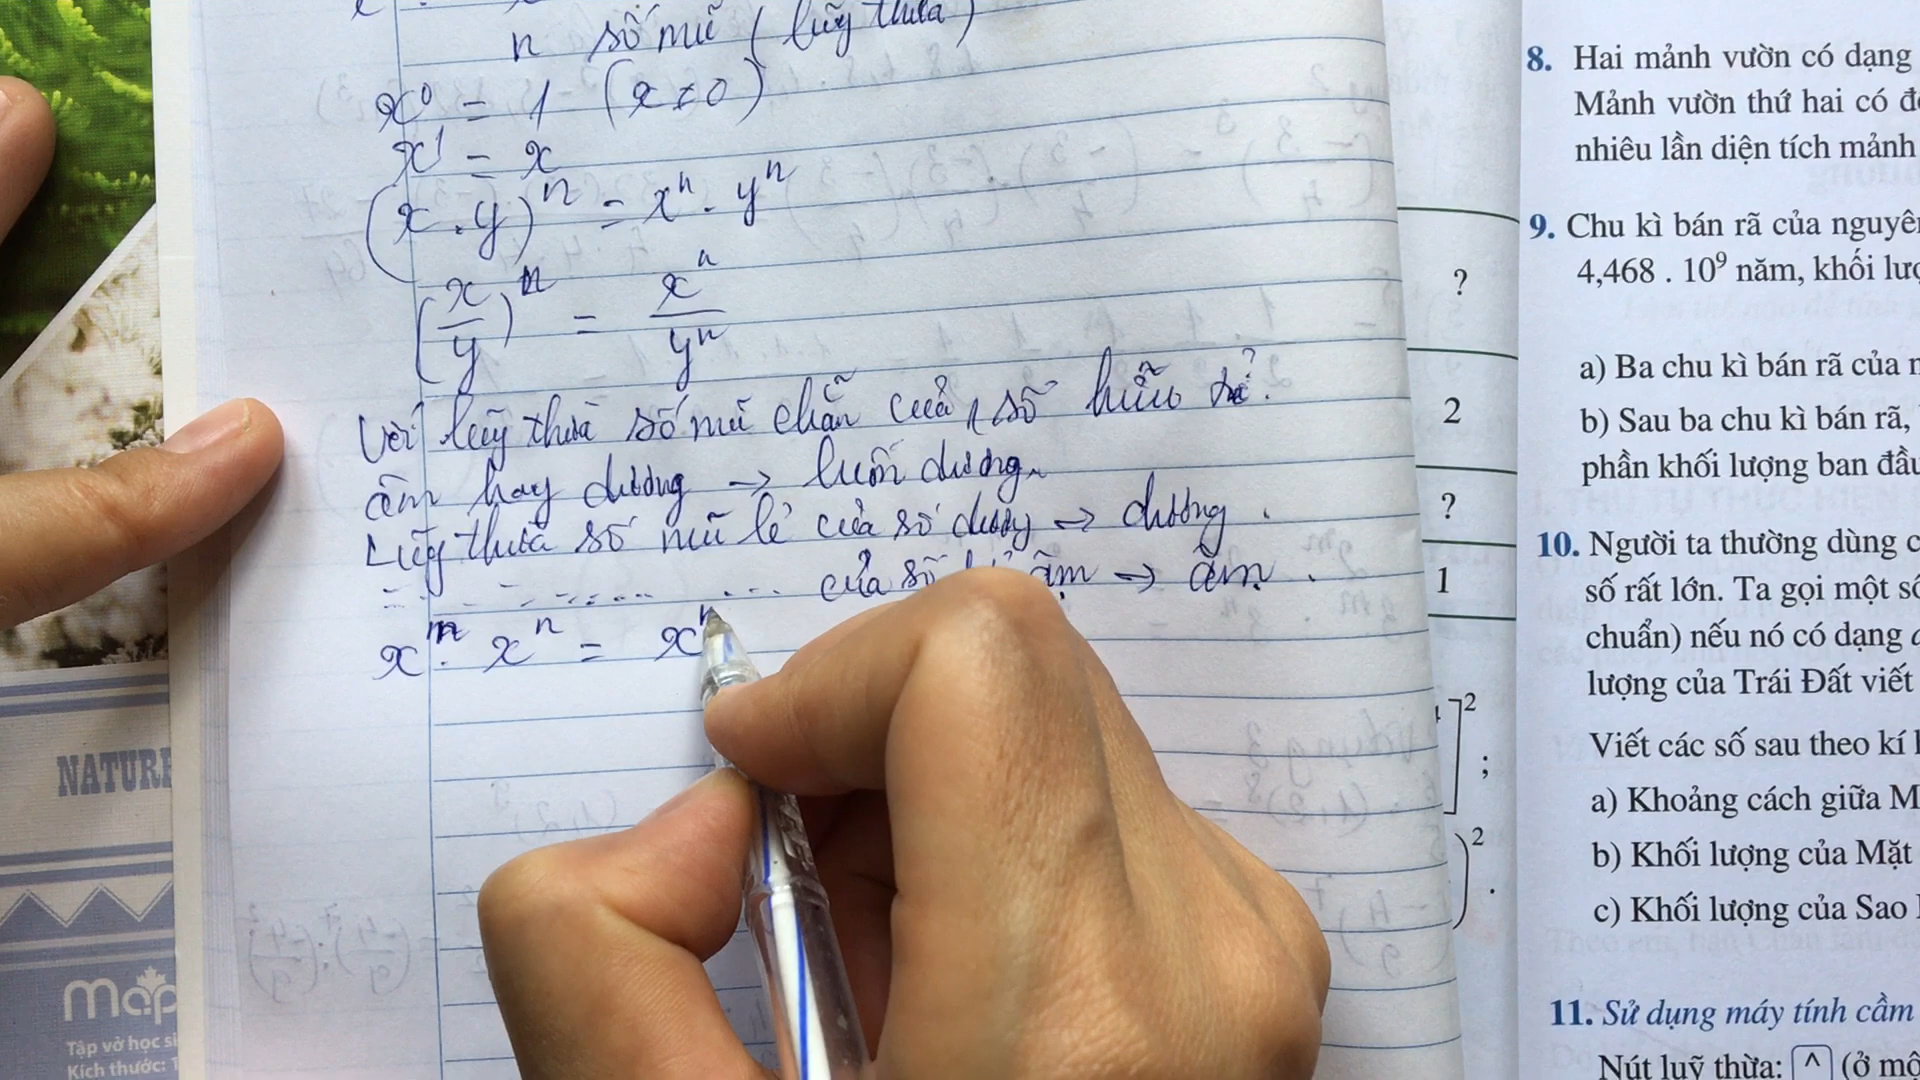 n số mũ (lũy thừa)
x⁰ = 1 (x ≠ 0)
x¹ = x
(x . y)ⁿ = xⁿ . yⁿ
(x/y)ⁿ = xⁿ/yⁿ
Với lũy thừa số mũ chẵn của 1 số hữu tỉ
âm hay dương → luôn dương.
Lũy thừa số mũ lẻ của số dương → dương.
của số âm → âm.
xᵐ . xⁿ = x
NATURE
Map
Tập vở học si
Kích thước: 1
?
2
?
1
]² ;
)² .
8. Hai mảnh vườn có dạng
Mảnh vườn thứ hai có đ
nhiêu lần diện tích mảnh
9. Chu kì bán rã của nguyê
4,468 . 10⁹ năm, khối lượ
a) Ba chu kì bán rã của
b) Sau ba chu kì bán rã,
phần khối lượng ban đầu
10. Người ta thường dùng c
số rất lớn. Ta gọi một số
chuẩn) nếu nó có dạng a
lượng của Trái Đất viết
Viết các số sau theo kí
a) Khoảng cách giữa M
b) Khối lượng của Mặt
c) Khối lượng của Sao
11. Sử dụng máy tính cầm
Nút luỹ thừa: ^ (ở mộ